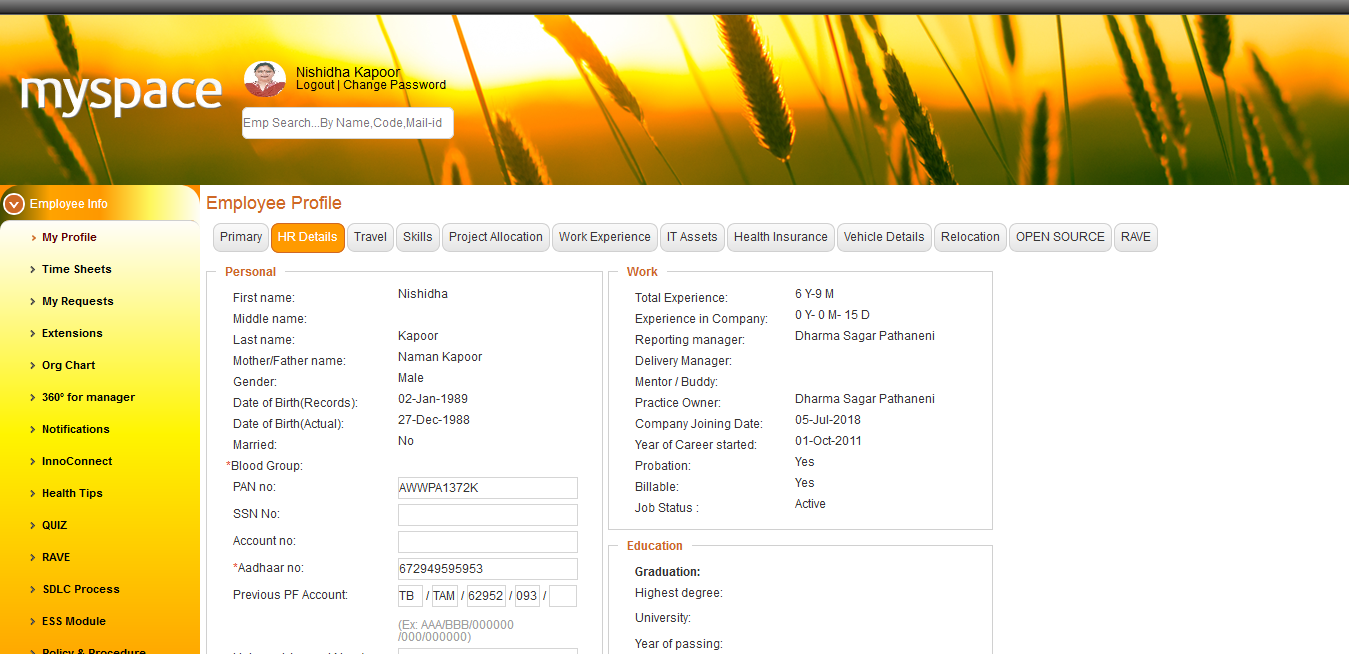 myspace
Nishidha Kapoor
Logout | Change Password
Emp Search...By Name,Code,Mail-id
Employee Info
My Profile
Time Sheets
My Requests
Extensions
Org Chart
360º for manager
Notifications
InnoConnect
Health Tips
QUIZ
RAVE
SDLC Process
ESS Module
Policy & Procedure
Employee Profile
Primary HR Details Travel Skills Project Allocation Work Experience IT Assets Health Insurance Vehicle Details Relocation OPEN SOURCE RAVE
Personal
First name: Nishidha
Middle name:
Last name: Kapoor
Mother/Father name: Naman Kapoor
Gender: Male
Date of Birth(Records): 02-Jan-1989
Date of Birth(Actual): 27-Dec-1988
Married: No
*Blood Group:
PAN no: AWWPA1372K
SSN No:
Account no:
*Aadhaar no: 672949595953
Previous PF Account: TB / TAM / 62952 / 093 /
(Ex: AAA/BBB/000000
/000/000000)
Work
Total Experience: 6 Y-9 M
Experience in Company: 0 Y- 0 M- 15 D
Reporting manager: Dharma Sagar Pathaneni
Delivery Manager:
Mentor / Buddy:
Practice Owner: Dharma Sagar Pathaneni
Company Joining Date: 05-Jul-2018
Year of Career started: 01-Oct-2011
Probation: Yes
Billable: Yes
Job Status : Active
Education
Graduation:
Highest degree:
University:
Year of passing: